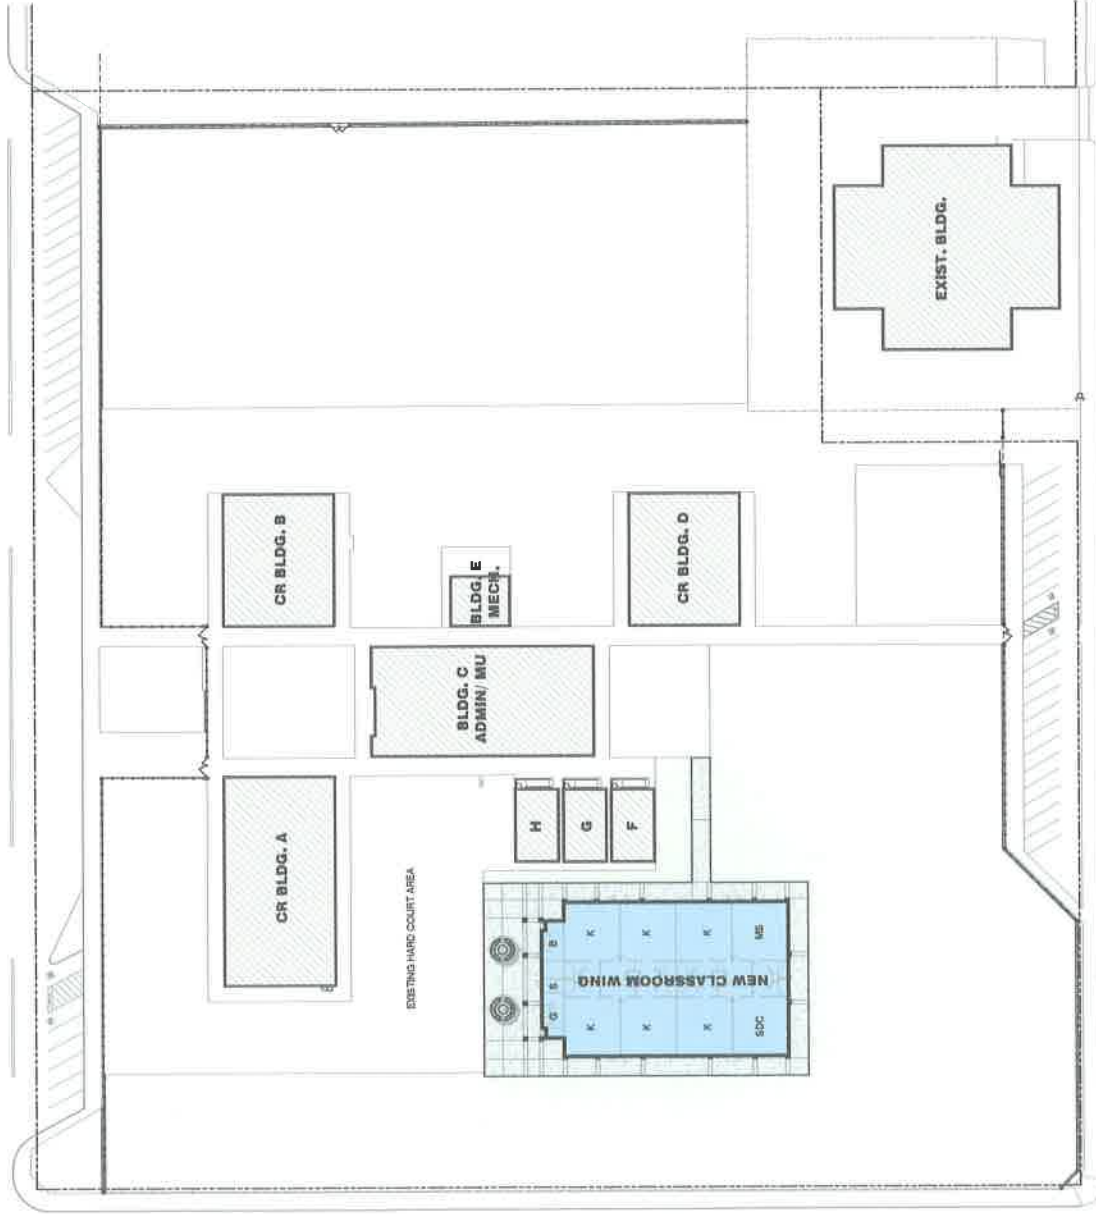 EXIST. BLDG.
CR BLDG. B
BLDG. E
MECH.
CR BLDG. D
BLDG. C
ADMIN/ MU
CR BLDG. A
H
G
F
EXISTING HARD COURT AREA
B
S
G
K
K
K
MS
NEW CLASSROOM WING
K
K
K
SDC